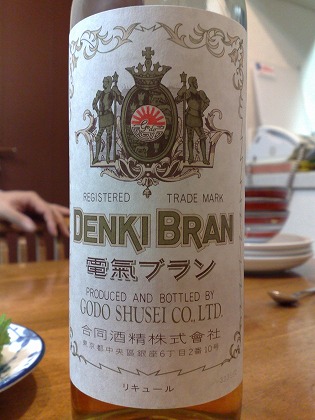 REGISTERED TRADE MARK
DENKI BRAN
電氣ブラン
PRODUCED AND BOTTLED BY
GODO SHUSEI CO., LTD.
合同酒精株式會社
東京都中央區銀座6丁目2番10号
リキュール